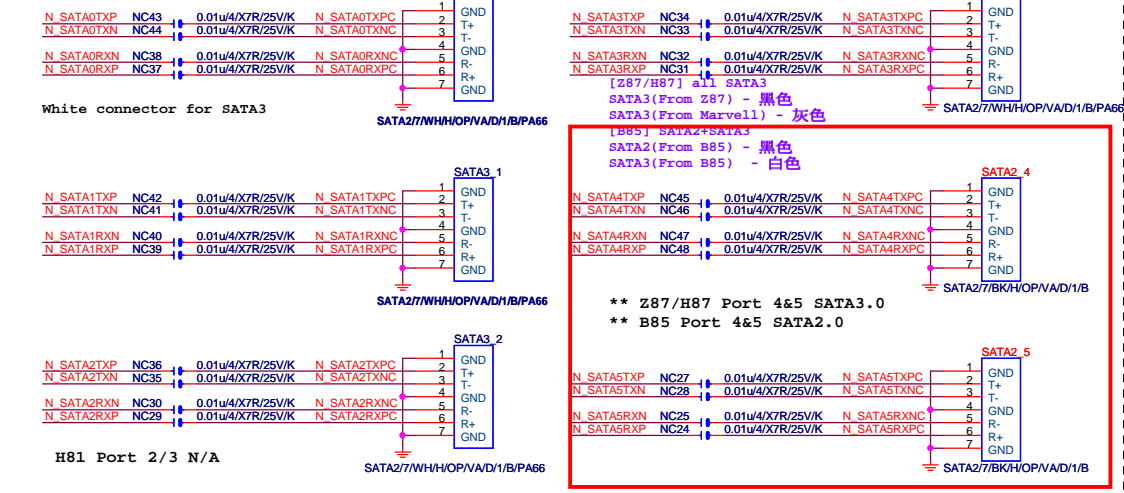 1 GND
N_SATA0TXP NC43 0.01u/4/X7R/25V/K N_SATA0TXPC 2 T+
N_SATA0TXN NC44 0.01u/4/X7R/25V/K N_SATA0TXNC 3 T-
4 GND
N_SATA0RXN NC38 0.01u/4/X7R/25V/K N_SATA0RXNC 5 R-
N_SATA0RXP NC37 0.01u/4/X7R/25V/K N_SATA0RXPC 6 R+
7 GND
White connector for SATA3
SATA2/7/WH/H/OP/VA/D/1/B/PA66
SATA3_1
1 GND
N_SATA1TXP NC42 0.01u/4/X7R/25V/K N_SATA1TXPC 2 T+
N_SATA1TXN NC41 0.01u/4/X7R/25V/K N_SATA1TXNC 3 T-
4 GND
N_SATA1RXN NC40 0.01u/4/X7R/25V/K N_SATA1RXNC 5 R-
N_SATA1RXP NC39 0.01u/4/X7R/25V/K N_SATA1RXPC 6 R+
7 GND
SATA2/7/WH/H/OP/VA/D/1/B/PA66
SATA3_2
1 GND
N_SATA2TXP NC36 0.01u/4/X7R/25V/K N_SATA2TXPC 2 T+
N_SATA2TXN NC35 0.01u/4/X7R/25V/K N_SATA2TXNC 3 T-
4 GND
N_SATA2RXN NC30 0.01u/4/X7R/25V/K N_SATA2RXNC 5 R-
N_SATA2RXP NC29 0.01u/4/X7R/25V/K N_SATA2RXPC 6 R+
7 GND
H81 Port 2/3 N/A
SATA2/7/WH/H/OP/VA/D/1/B/PA66
1 GND
N_SATA3TXP NC34 0.01u/4/X7R/25V/K N_SATA3TXPC 2 T+
N_SATA3TXN NC33 0.01u/4/X7R/25V/K N_SATA3TXNC 3 T-
4 GND
N_SATA3RXN NC32 0.01u/4/X7R/25V/K N_SATA3RXNC 5 R-
N_SATA3RXP NC31 0.01u/4/X7R/25V/K N_SATA3RXPC 6 R+
7 GND
[Z87/H87] all SATA3
SATA3(From Z87) - 黑色
SATA2/7/WH/H/OP/VA/D/1/B/PA66
SATA3(From Marvell) - 灰色
[B85] SATA2+SATA3
SATA2(From B85) - 黑色
SATA3(From B85) - 白色
SATA2_4
1 GND
N_SATA4TXP NC45 0.01u/4/X7R/25V/K N_SATA4TXPC 2 T+
N_SATA4TXN NC46 0.01u/4/X7R/25V/K N_SATA4TXNC 3 T-
4 GND
N_SATA4RXN NC47 0.01u/4/X7R/25V/K N_SATA4RXNC 5 R-
N_SATA4RXP NC48 0.01u/4/X7R/25V/K N_SATA4RXPC 6 R+
7 GND
SATA2/7/BK/H/OP/VA/D/1/B
** Z87/H87 Port 4&5 SATA3.0
** B85 Port 4&5 SATA2.0
SATA2_5
1 GND
N_SATA5TXP NC27 0.01u/4/X7R/25V/K N_SATA5TXPC 2 T+
N_SATA5TXN NC28 0.01u/4/X7R/25V/K N_SATA5TXNC 3 T-
4 GND
N_SATA5RXN NC25 0.01u/4/X7R/25V/K N_SATA5RXNC 5 R-
N_SATA5RXP NC24 0.01u/4/X7R/25V/K N_SATA5RXPC 6 R+
7 GND
SATA2/7/BK/H/OP/VA/D/1/B